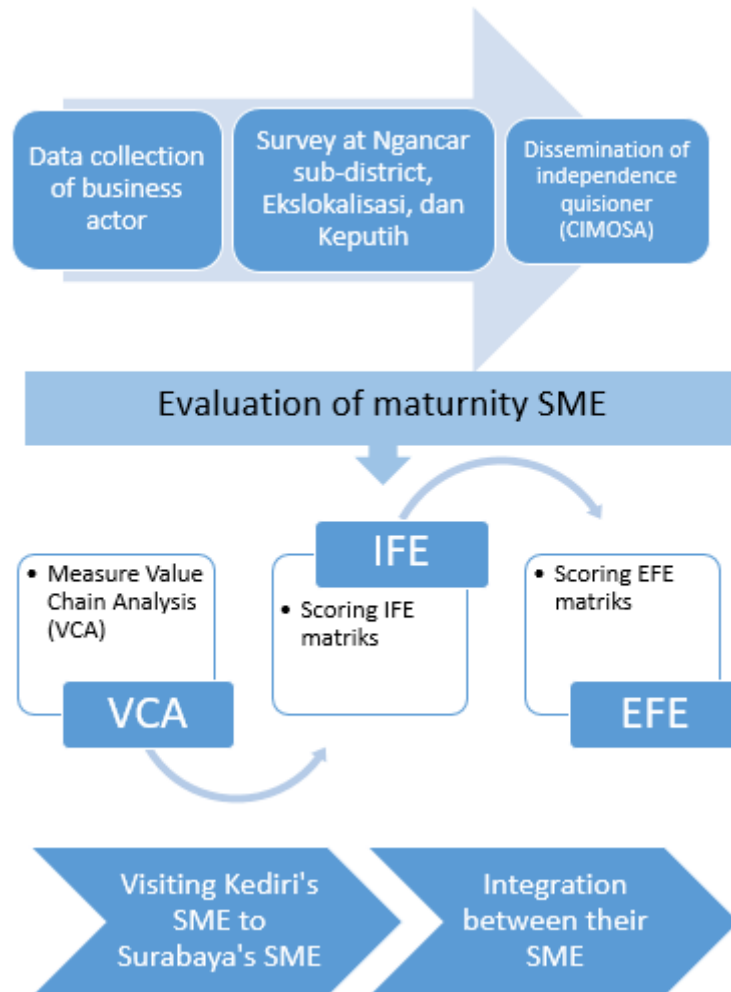 Data collection
of business
actor
Survey at Ngancar
sub-district,
Ekslokalisasi, dan
Keputih
Dissemination of
independence
quisioner
(CIMOSA)
Evaluation of maturnity SME
• Measure Value
Chain Analysis
(VCA)
VCA
IFE
• Scoring IFE
matriks
• Scoring EFE
matriks
EFE
Visiting Kediri's
SME to
Surabaya's SME
Integration
between their
SME